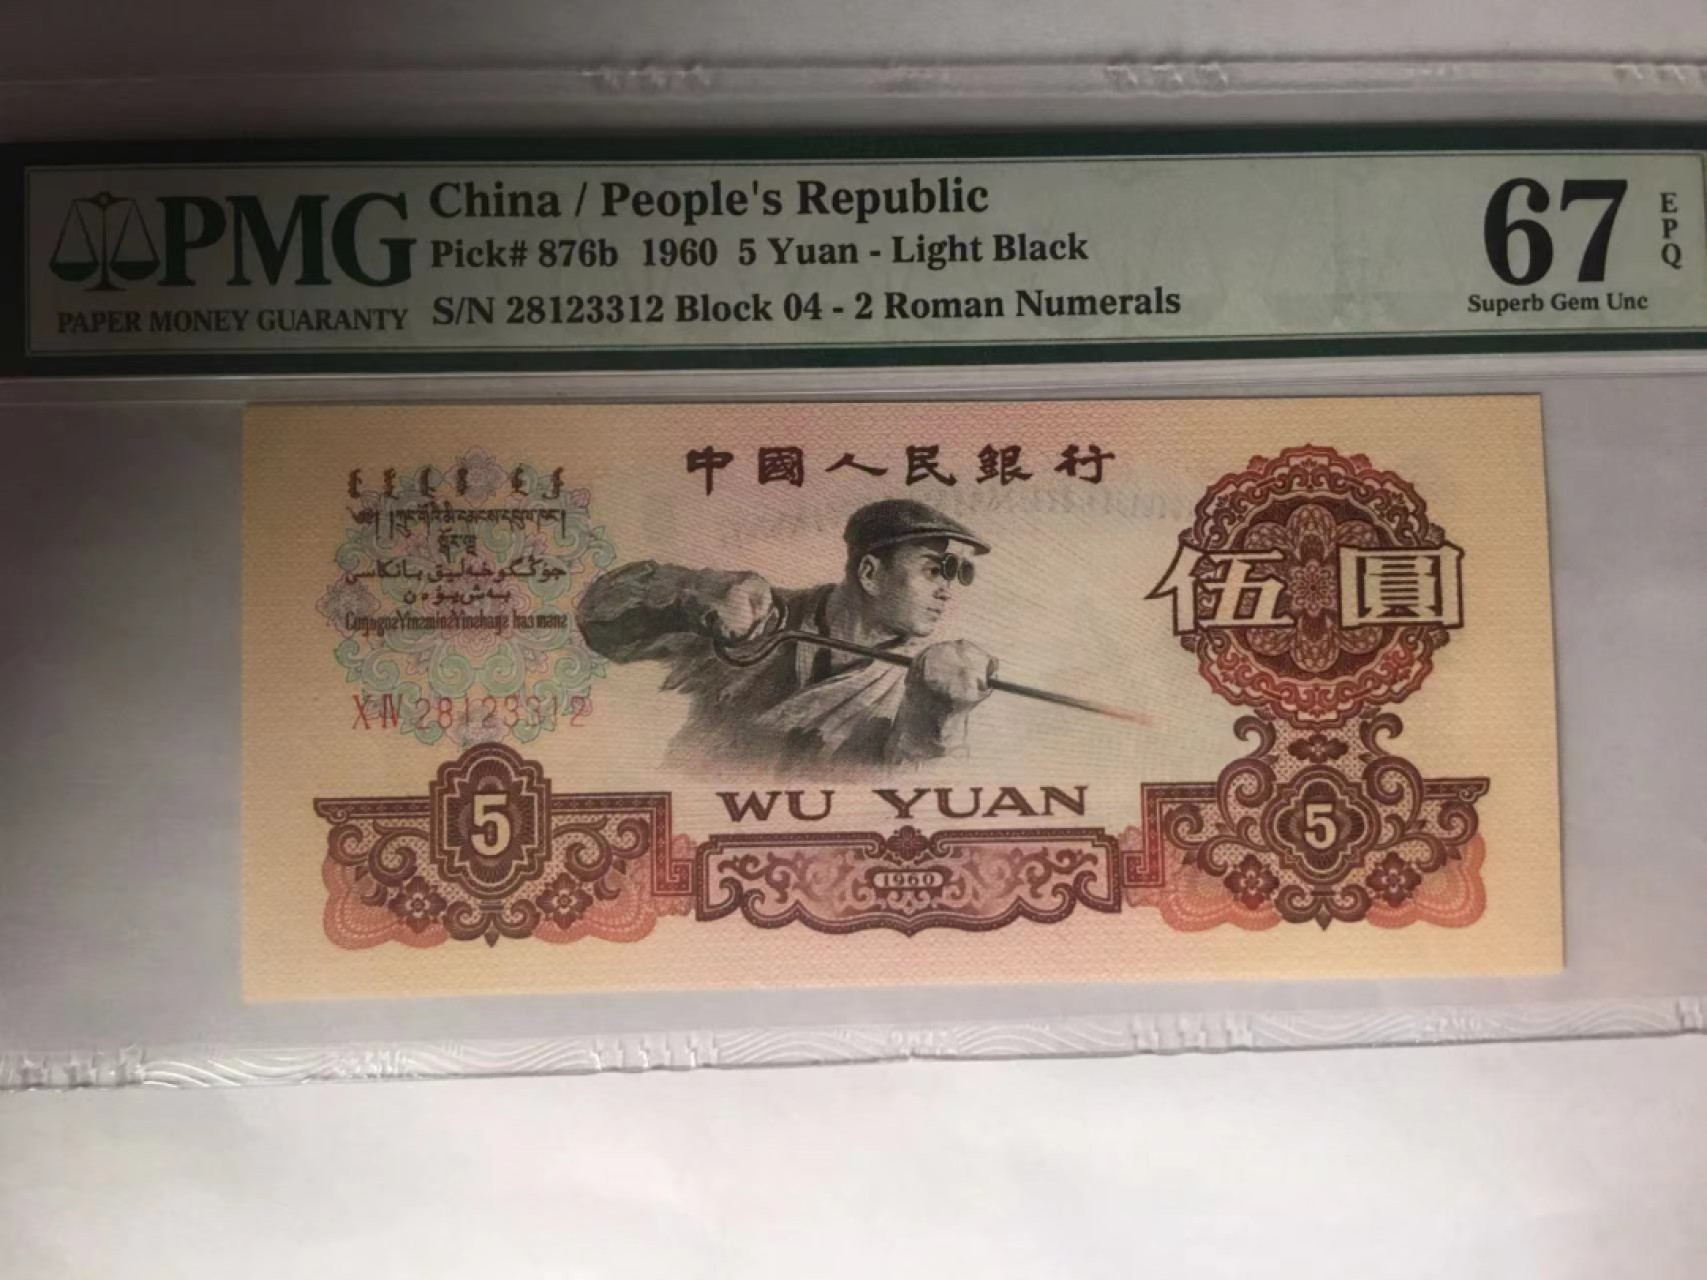 PMG
PAPER MONEY GUARANTY
China / People's Republic
Pick# 876b 1960 5 Yuan - Light Black
S/N 28123312 Block 04 - 2 Roman Numerals
67
EPQ
Superb Gem Unc
中國人民銀行
伍圓
X IV 28123312
5
WU YUAN
5
1960